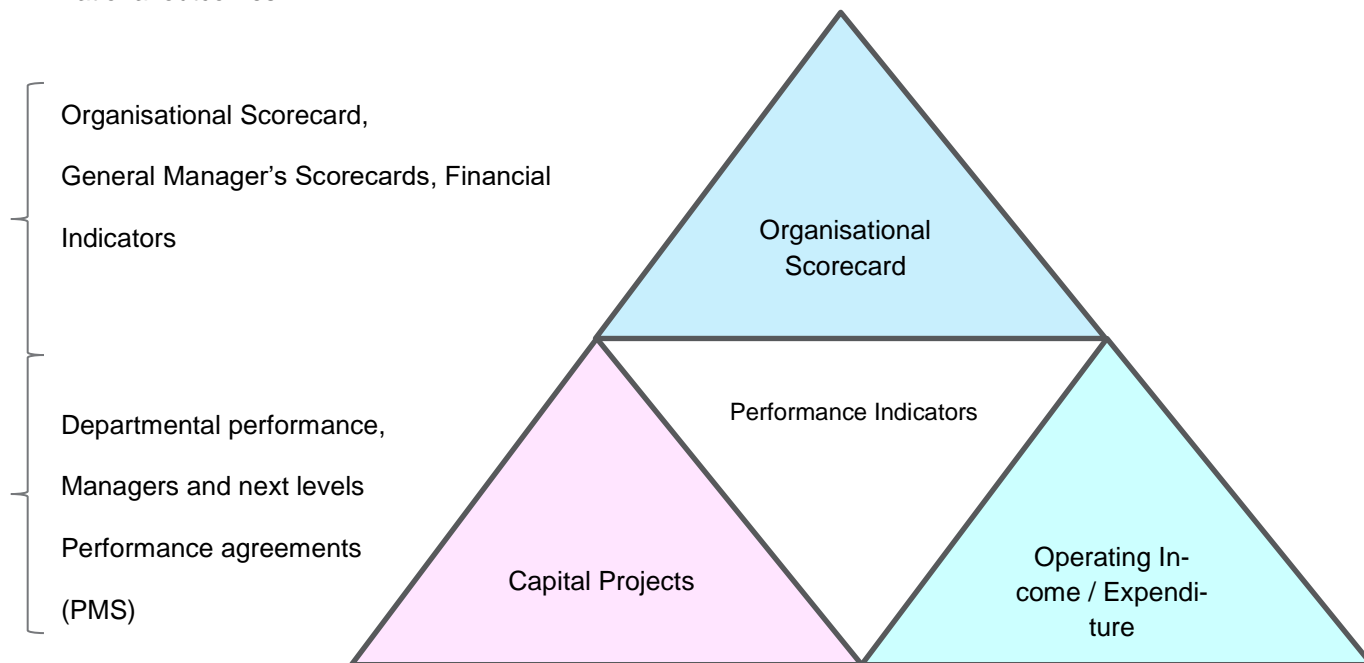 Organisational Scorecard,
General Manager's Scorecards, Financial
Indicators
Departmental performance,
Managers and next levels
Performance agreements
(PMS)
Organisational
Scorecard
Performance Indicators
Capital Projects
Operating In-
come / Expendi-
ture